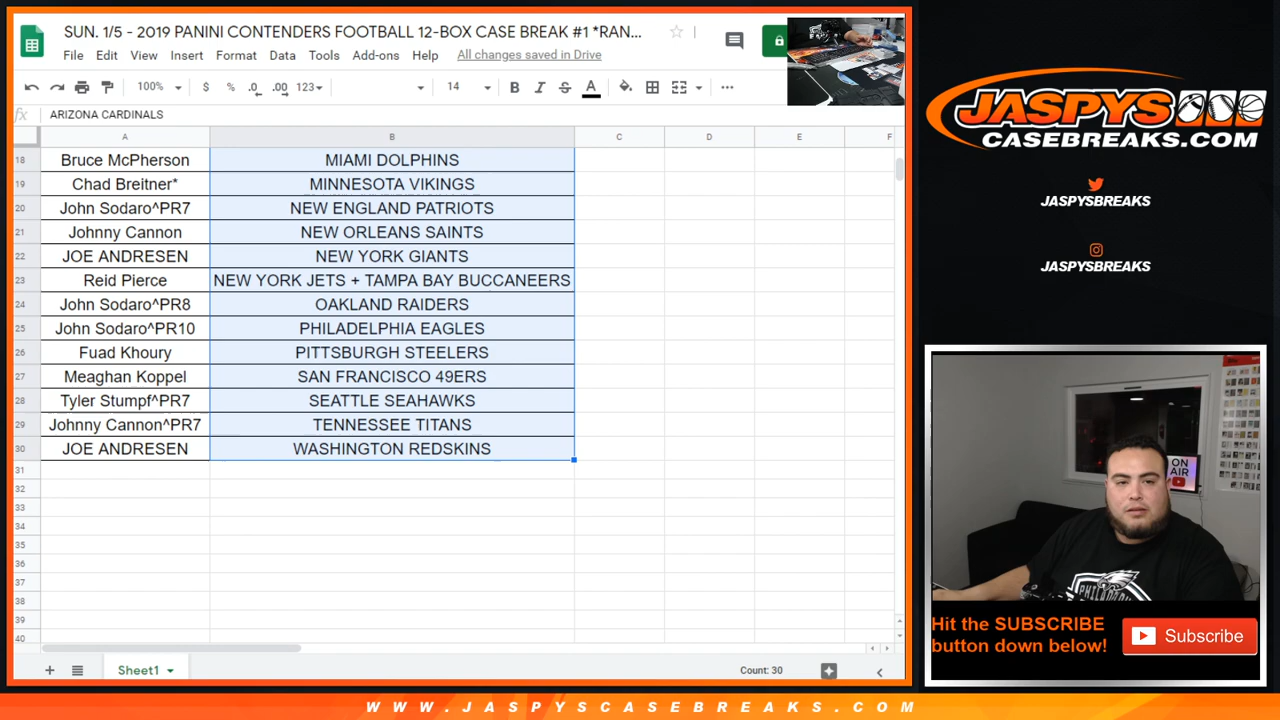 SUN. 1/5 - 2019 PANINI CONTENDERS FOOTBALL 12-BOX CASE BREAK #1 *RAN...
File Edit View Insert Format Data Tools Add-ons Help All changes saved in Drive
100% $ % .0 .00 123 14 B I S A
fx ARIZONA CARDINALS
A B C D E F
18 Bruce McPherson MIAMI DOLPHINS
19 Chad Breitner* MINNESOTA VIKINGS
20 John Sodaro^PR7 NEW ENGLAND PATRIOTS
21 Johnny Cannon NEW ORLEANS SAINTS
22 JOE ANDRESEN NEW YORK GIANTS
23 Reid Pierce NEW YORK JETS + TAMPA BAY BUCCANEERS
24 John Sodaro^PR8 OAKLAND RAIDERS
25 John Sodaro^PR10 PHILADELPHIA EAGLES
26 Fuad Khoury PITTSBURGH STEELERS
27 Meaghan Koppel SAN FRANCISCO 49ERS
28 Tyler Stumpf^PR7 SEATTLE SEAHAWKS
29 Johnny Cannon^PR7 TENNESSEE TITANS
30 JOE ANDRESEN WASHINGTON REDSKINS
31
32
33
34
35
36
37
38
39
40
Sheet1 Count: 30
JASPYS
CASEBREAKS.COM
JASPYSBREAKS
JASPYSBREAKS
ON
AIR
Hit the SUBSCRIBE
button down below!
Subscribe
WWW.JASPYSCASEBREAKS.COM